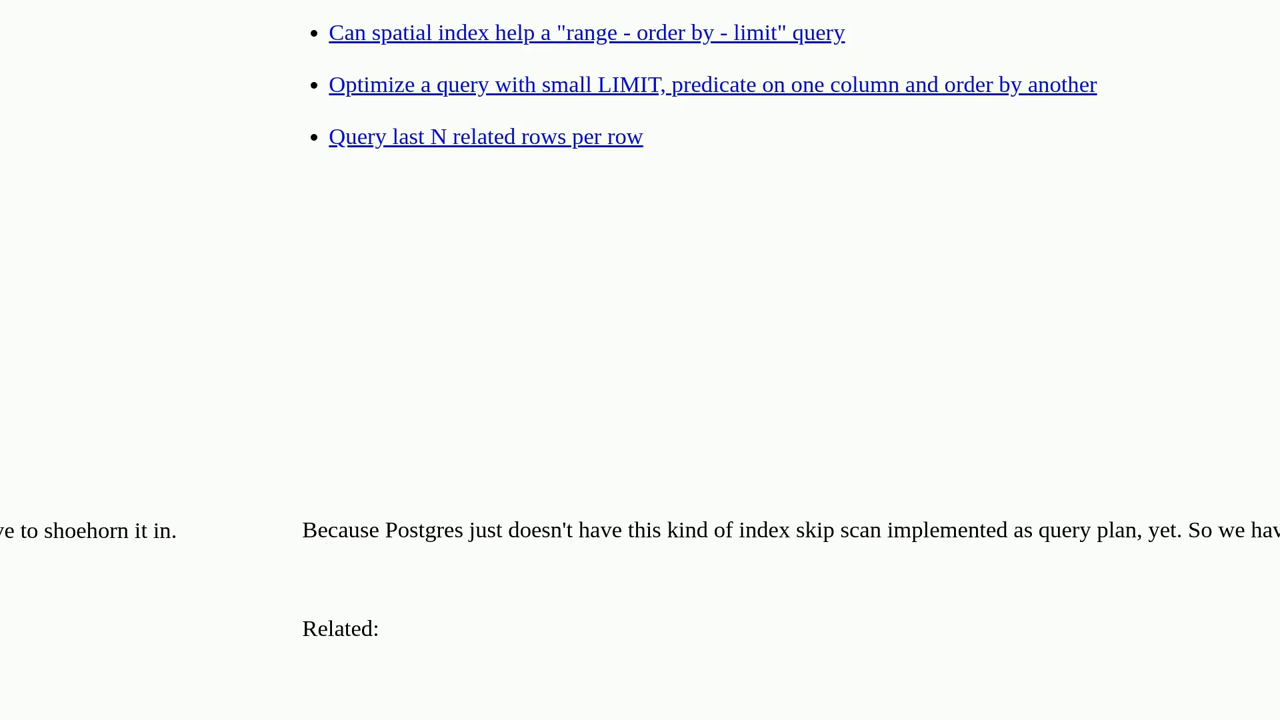 Can spatial index help a "range - order by - limit" query
Optimize a query with small LIMIT, predicate on one column and order by another
Query last N related rows per row
ve to shoehorn it in.
Because Postgres just doesn't have this kind of index skip scan implemented as query plan, yet. So we hav
Related: